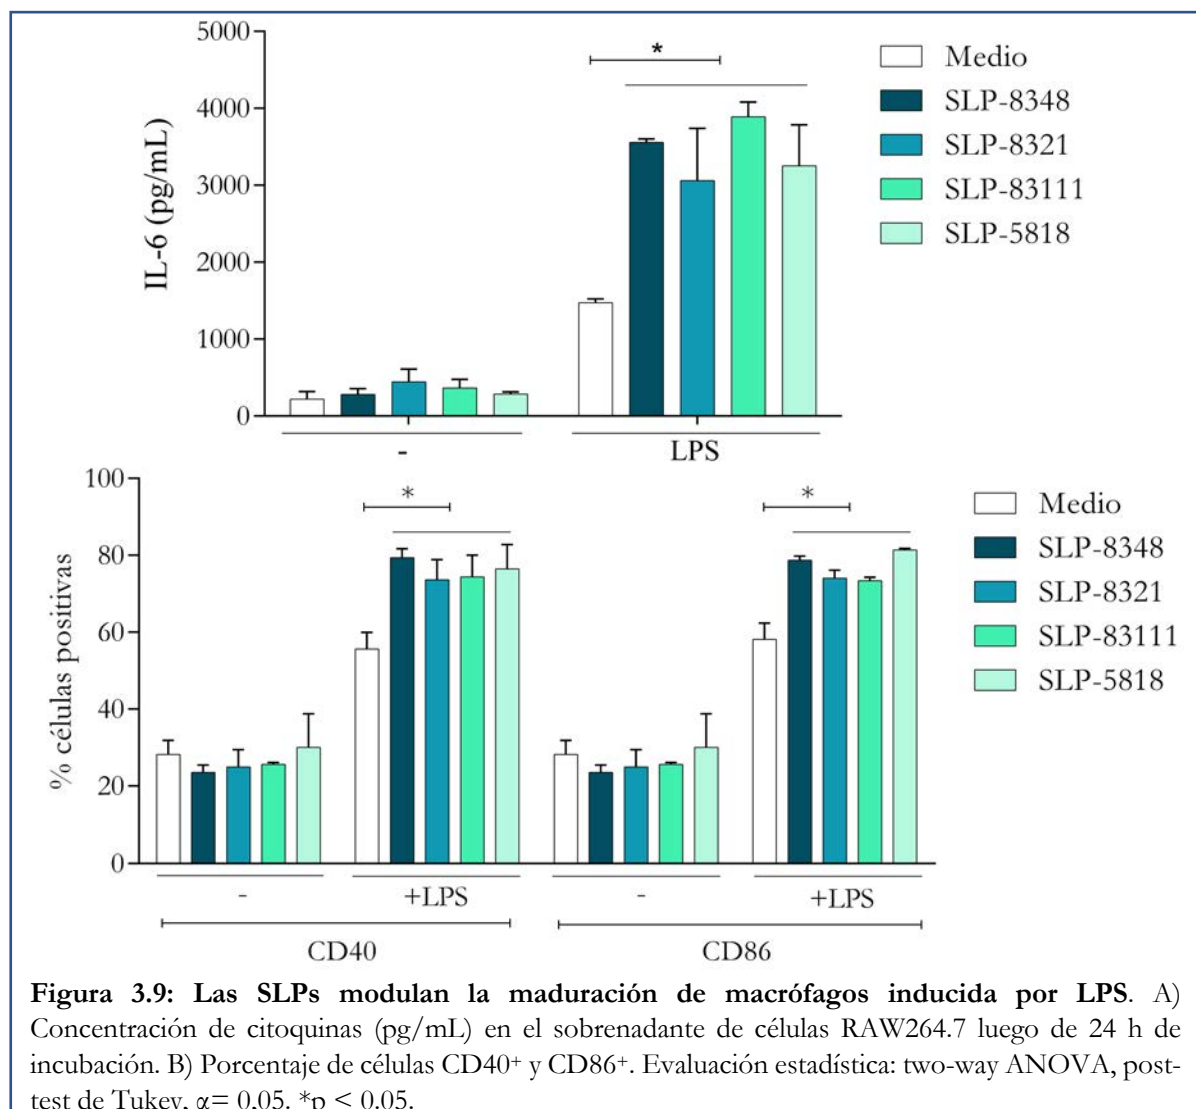 5000
4000
3000
2000
1000
0
IL-6 (pg/mL)
*
Medio
SLP-8348
SLP-8321
SLP-83111
SLP-5818
-
LPS
100
80
60
40
20
0
% células positivas
*
*
Medio
SLP-8348
SLP-8321
SLP-83111
SLP-5818
-
+LPS
-
+LPS
CD40
CD86
Figura 3.9: Las SLPs modulan la maduración de macrófagos inducida por LPS. A)
Concentración de citoquinas (pg/mL) en el sobrenadante de células RAW264.7 luego de 24 h de
incubación. B) Porcentaje de células CD40⁺ y CD86⁺. Evaluación estadística: two-way ANOVA, post-
test de Tukey, α= 0,05. *p < 0.05.